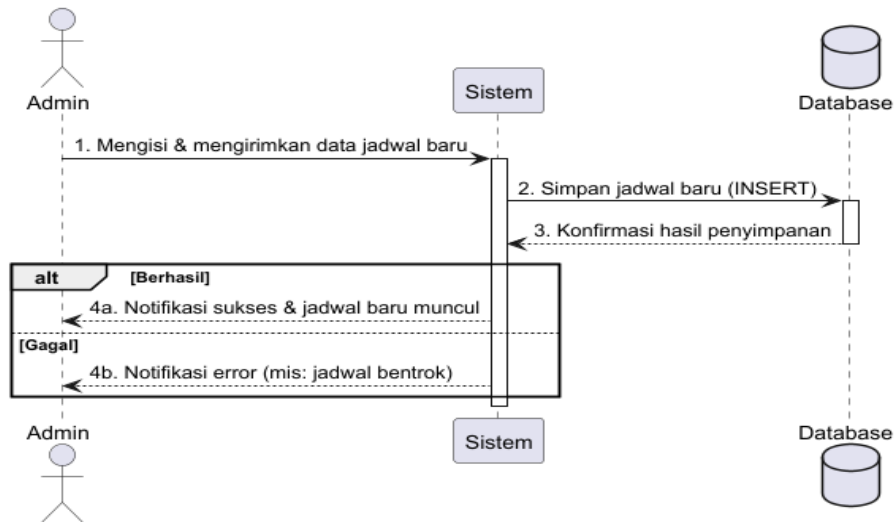 Admin
Sistem
Database
1. Mengisi & mengirimkan data jadwal baru
2. Simpan jadwal baru (INSERT)
3. Konfirmasi hasil penyimpanan
alt [Berhasil]
4a. Notifikasi sukses & jadwal baru muncul
[Gagal]
4b. Notifikasi error (mis: jadwal bentrok)
Admin
Sistem
Database